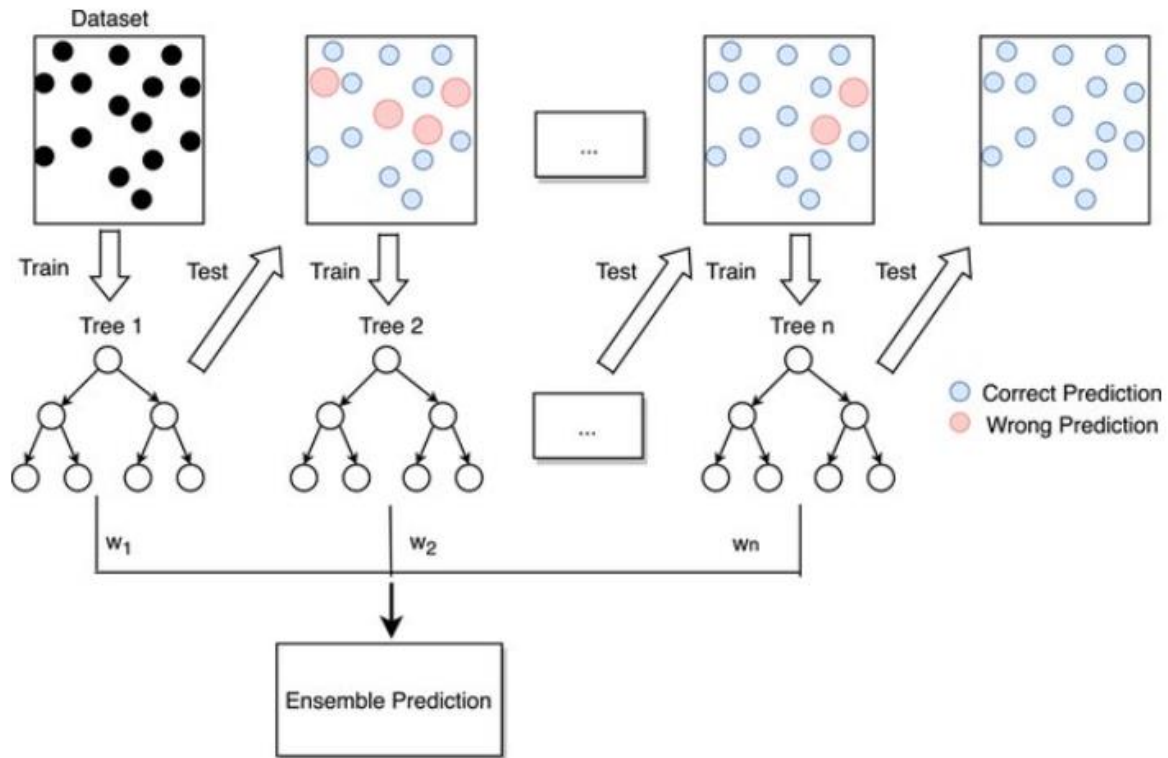 Dataset
...
Train
Test
Train
Test
Train
Test
Tree 1
Tree 2
Tree n
Correct Prediction
Wrong Prediction
...
w1
w2
wn
Ensemble Prediction